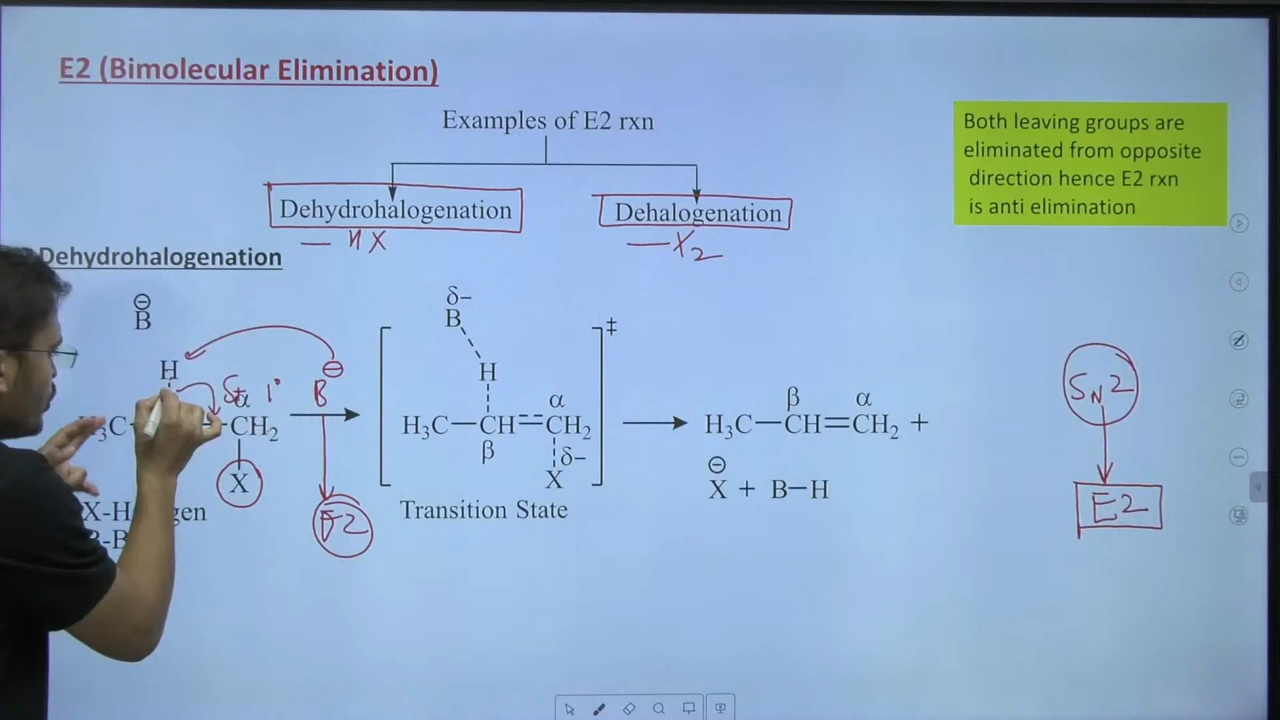 E2 (Bimolecular Elimination)
Examples of E2 rxn
Both leaving groups are
eliminated from opposite
direction hence E2 rxn
is anti elimination
Dehydrohalogenation
Dehalogenation
— HX
— X₂
Dehydrohalogenation
⊖
B
H
δ+ α 1°
B ⊖
CH₂
X
E2
δ−
B
H
α
H₃C—CH==CH₂
β
δ−
X
‡
Transition State
β α
H₃C—CH=CH₂ +
⊖
X + B—H
SN2
E2